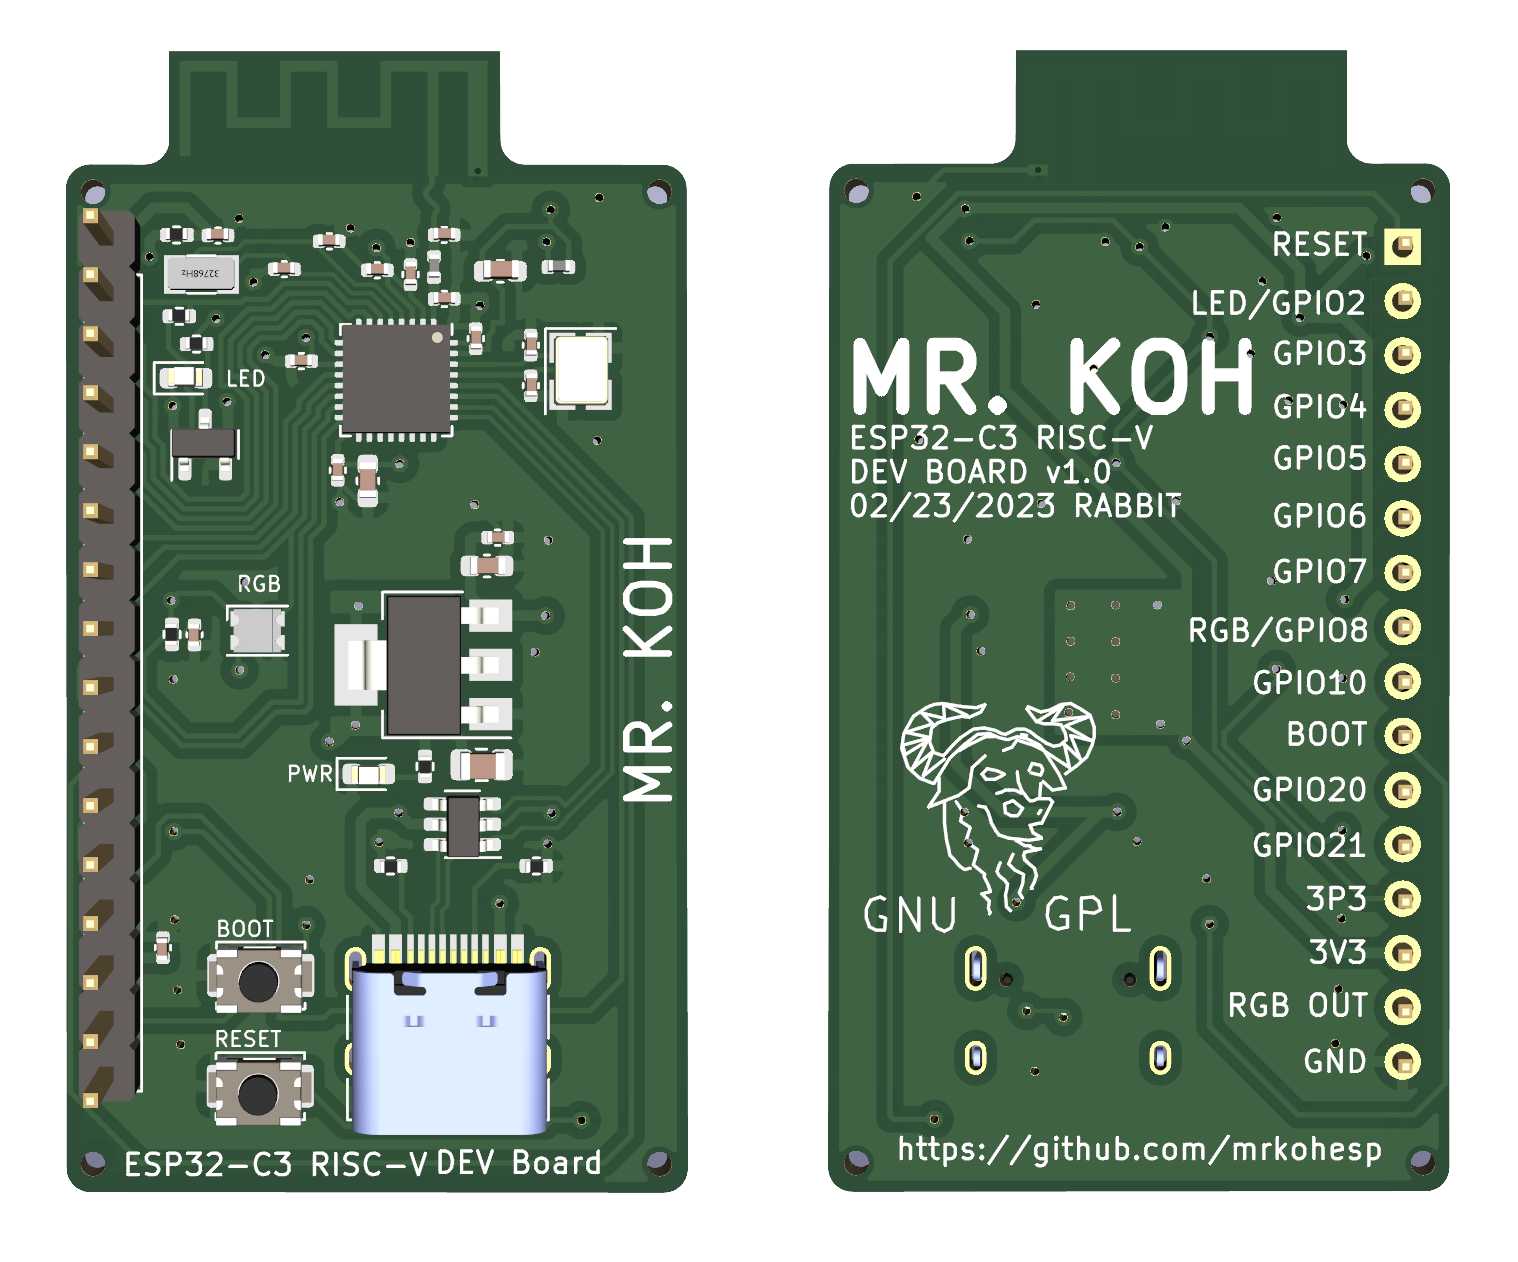 32768Hz
LED
RGB
MR. KOH
PWR
BOOT
RESET
ESP32-C3 RISC-V DEV Board
RESET
LED/GPIO2
GPIO3
MR. KOH
GPIO4
ESP32-C3 RISC-V
GPIO5
DEV BOARD v1.0
02/23/2023 RABBIT
GPIO6
GPIO7
RGB/GPIO8
GPIO10
BOOT
GPIO20
GPIO21
3P3
GNU GPL
3V3
RGB OUT
GND
https://github.com/mrkohesp